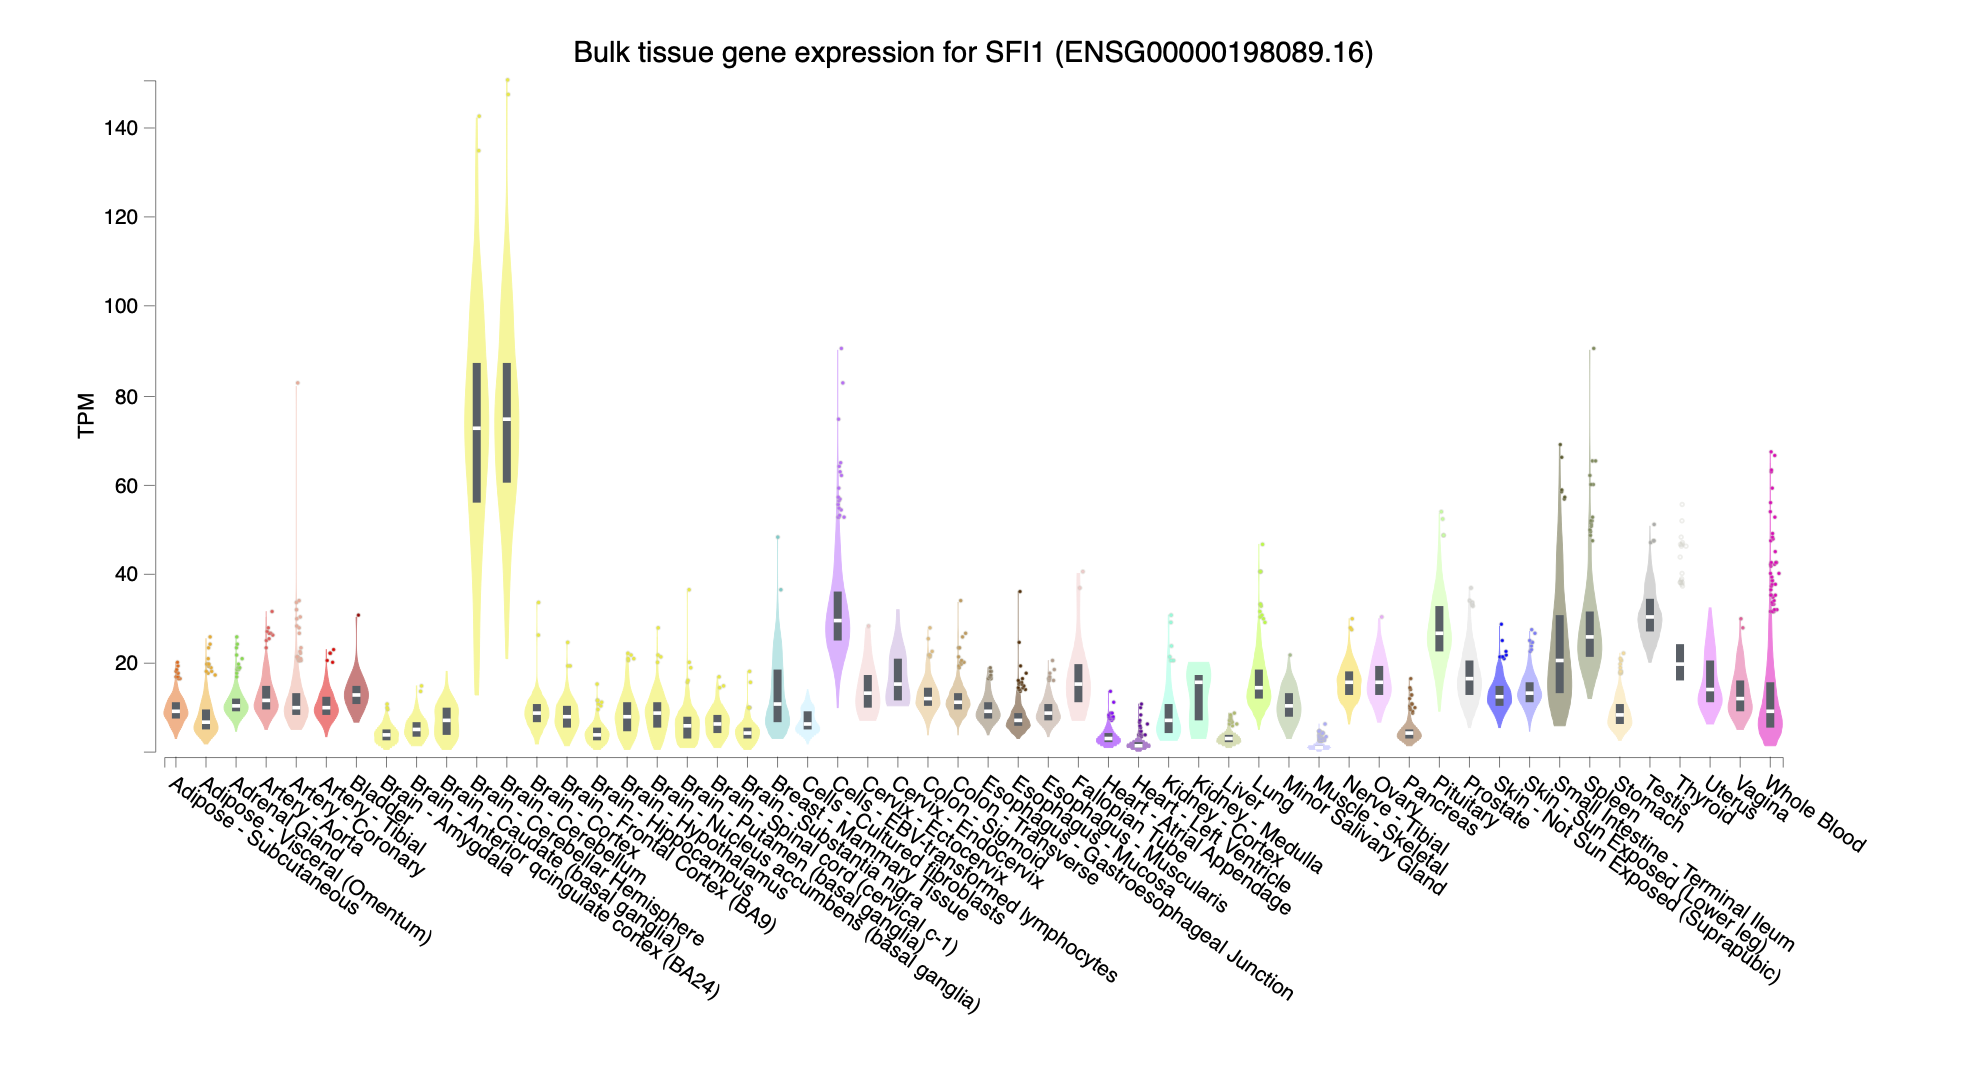 Bulk tissue gene expression for SFI1 (ENSG00000198089.16)
TPM
140
120
100
80
60
40
20
Adipose - Subcutaneous
Adipose - Visceral (Omentum)
Adrenal Gland
Artery - Aorta
Artery - Coronary
Artery - Tibial
Bladder
Brain - Amygdala
Brain - Anterior cingulate cortex (BA24)
Brain - Caudate (basal ganglia)
Brain - Cerebellar Hemisphere
Brain - Cerebellum
Brain - Cortex
Brain - Frontal Cortex (BA9)
Brain - Hippocampus
Brain - Hypothalamus
Brain - Nucleus accumbens (basal ganglia)
Brain - Putamen (basal ganglia)
Brain - Spinal cord (cervical c-1)
Brain - Substantia nigra
Breast - Mammary Tissue
Cells - Cultured fibroblasts
Cells - EBV-transformed lymphocytes
Cervix - Ectocervix
Cervix - Endocervix
Colon - Sigmoid
Colon - Transverse
Esophagus - Gastroesophageal Junction
Esophagus - Mucosa
Esophagus - Muscularis
Fallopian Tube
Heart - Atrial Appendage
Heart - Left Ventricle
Kidney - Cortex
Kidney - Medulla
Liver
Lung
Minor Salivary Gland
Muscle - Skeletal
Nerve - Tibial
Ovary
Pancreas
Pituitary
Prostate
Skin - Not Sun Exposed (Suprapubic)
Skin - Sun Exposed (Lower leg)
Small Intestine - Terminal Ileum
Spleen
Stomach
Testis
Thyroid
Uterus
Vagina
Whole Blood